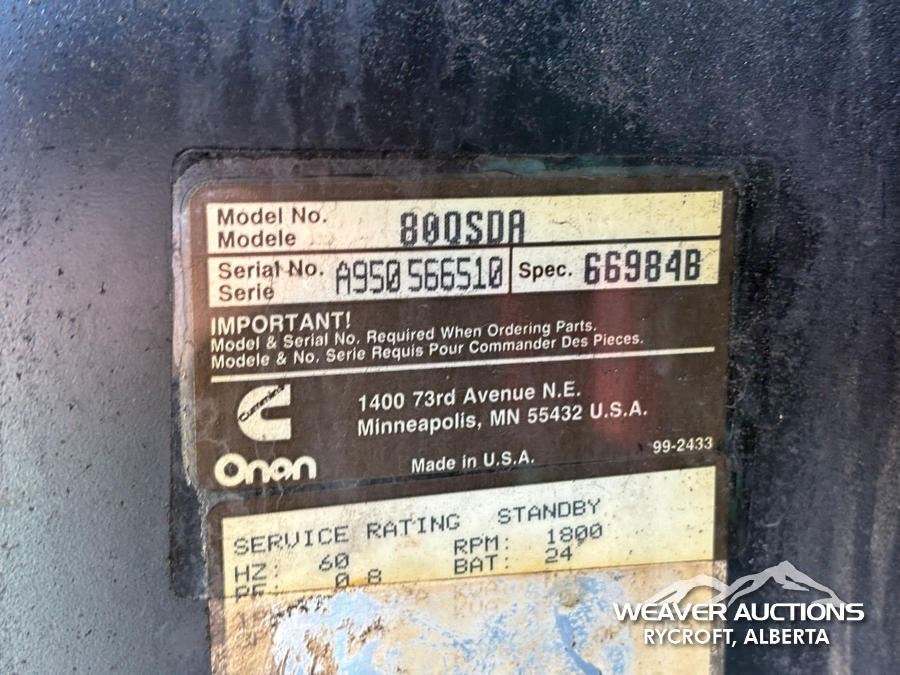 Model No.
Modele
80QSDA
Serial No.
Serie
A950566510
Spec. 66984B
IMPORTANT!
Model & Serial No. Required When Ordering Parts.
Modele & No. Serie Requis Pour Commander Des Pieces.
Cummins
Onan
1400 73rd Avenue N.E.
Minneapolis, MN 55432 U.S.A.
99-2433
Made in U.S.A.
SERVICE RATING STANDBY
HZ: 60 RPM: 1800
PF: 0.8 BAT: 24
WEAVER AUCTIONS
RYCROFT, ALBERTA